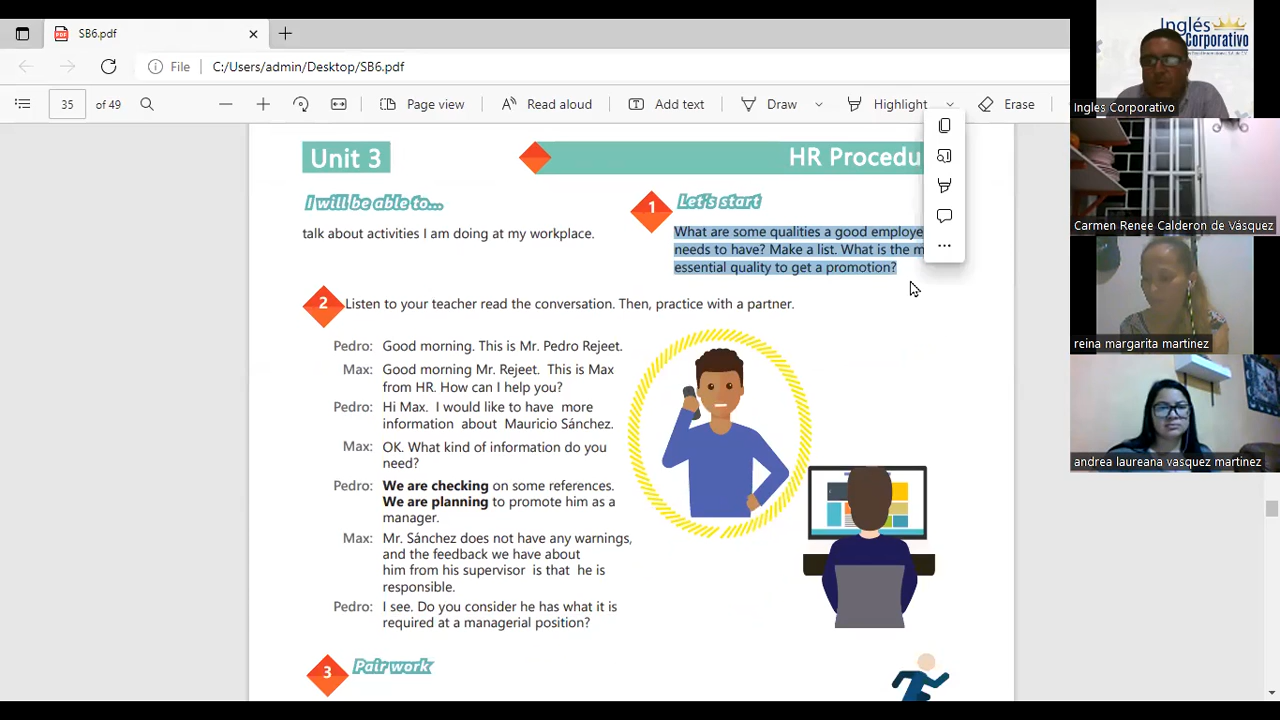 SB6.pdf
File
C:/Users/admin/Desktop/SB6.pdf
35 of 49
Page view
Read aloud
Add text
Draw
Highlight
Erase
Unit 3
HR Procedu
I will be able to...
talk about activities I am doing at my workplace.
1
Let's start
What are some qualities a good employe
needs to have? Make a list. What is the m
essential quality to get a promotion?
2
Listen to your teacher read the conversation. Then, practice with a partner.
Pedro: Good morning. This is Mr. Pedro Rejeet.
Max: Good morning Mr. Rejeet. This is Max
from HR. How can I help you?
Pedro: Hi Max. I would like to have more
information about Mauricio Sánchez.
Max: OK. What kind of information do you
need?
Pedro: We are checking on some references.
We are planning to promote him as a
manager.
Max: Mr. Sánchez does not have any warnings,
and the feedback we have about
him from his supervisor is that he is
responsible.
Pedro: I see. Do you consider he has what it is
required at a managerial position?
3
Pair work
Inglés
Corporativo
Ingles Corporativo
Carmen Renee Calderon de Vásquez
reina margarita martinez
andrea laureana vasquez martinez